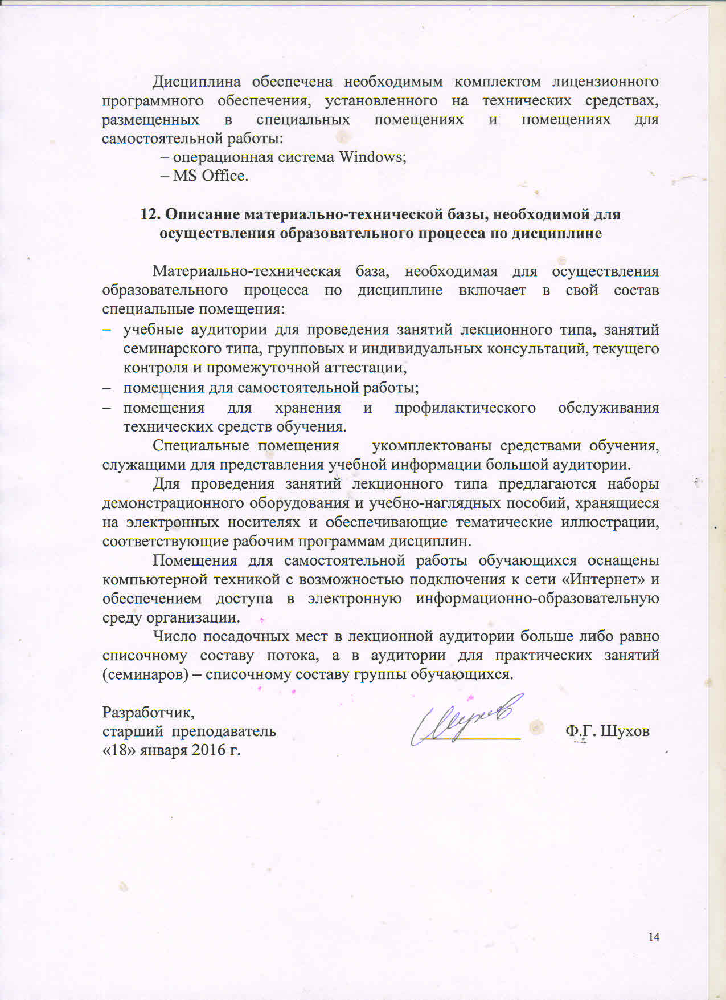 Дисциплина обеспечена необходимым комплектом лицензионного
программного обеспечения, установленного на технических средствах,
размещенных в специальных помещениях и помещениях для
самостоятельной работы:
– операционная система Windows;
– MS Office.
12. Описание материально-технической базы, необходимой для
осуществления образовательного процесса по дисциплине
Материально-техническая база, необходимая для осуществления
образовательного процесса по дисциплине включает в свой состав
специальные помещения:
– учебные аудитории для проведения занятий лекционного типа, занятий
семинарского типа, групповых и индивидуальных консультаций, текущего
контроля и промежуточной аттестации,
– помещения для самостоятельной работы;
– помещения для хранения и профилактического обслуживания
технических средств обучения.
Специальные помещения укомплектованы средствами обучения,
служащими для представления учебной информации большой аудитории.
Для проведения занятий лекционного типа предлагаются наборы
демонстрационного оборудования и учебно-наглядных пособий, хранящиеся
на электронных носителях и обеспечивающие тематические иллюстрации,
соответствующие рабочим программам дисциплин.
Помещения для самостоятельной работы обучающихся оснащены
компьютерной техникой с возможностью подключения к сети «Интернет» и
обеспечением доступа в электронную информационно-образовательную
среду организации.
Число посадочных мест в лекционной аудитории больше либо равно
списочному составу потока, а в аудитории для практических занятий
(семинаров) – списочному составу группы обучающихся.
Разработчик,
старший преподаватель Ф.Г. Шухов
«18» января 2016 г.
14